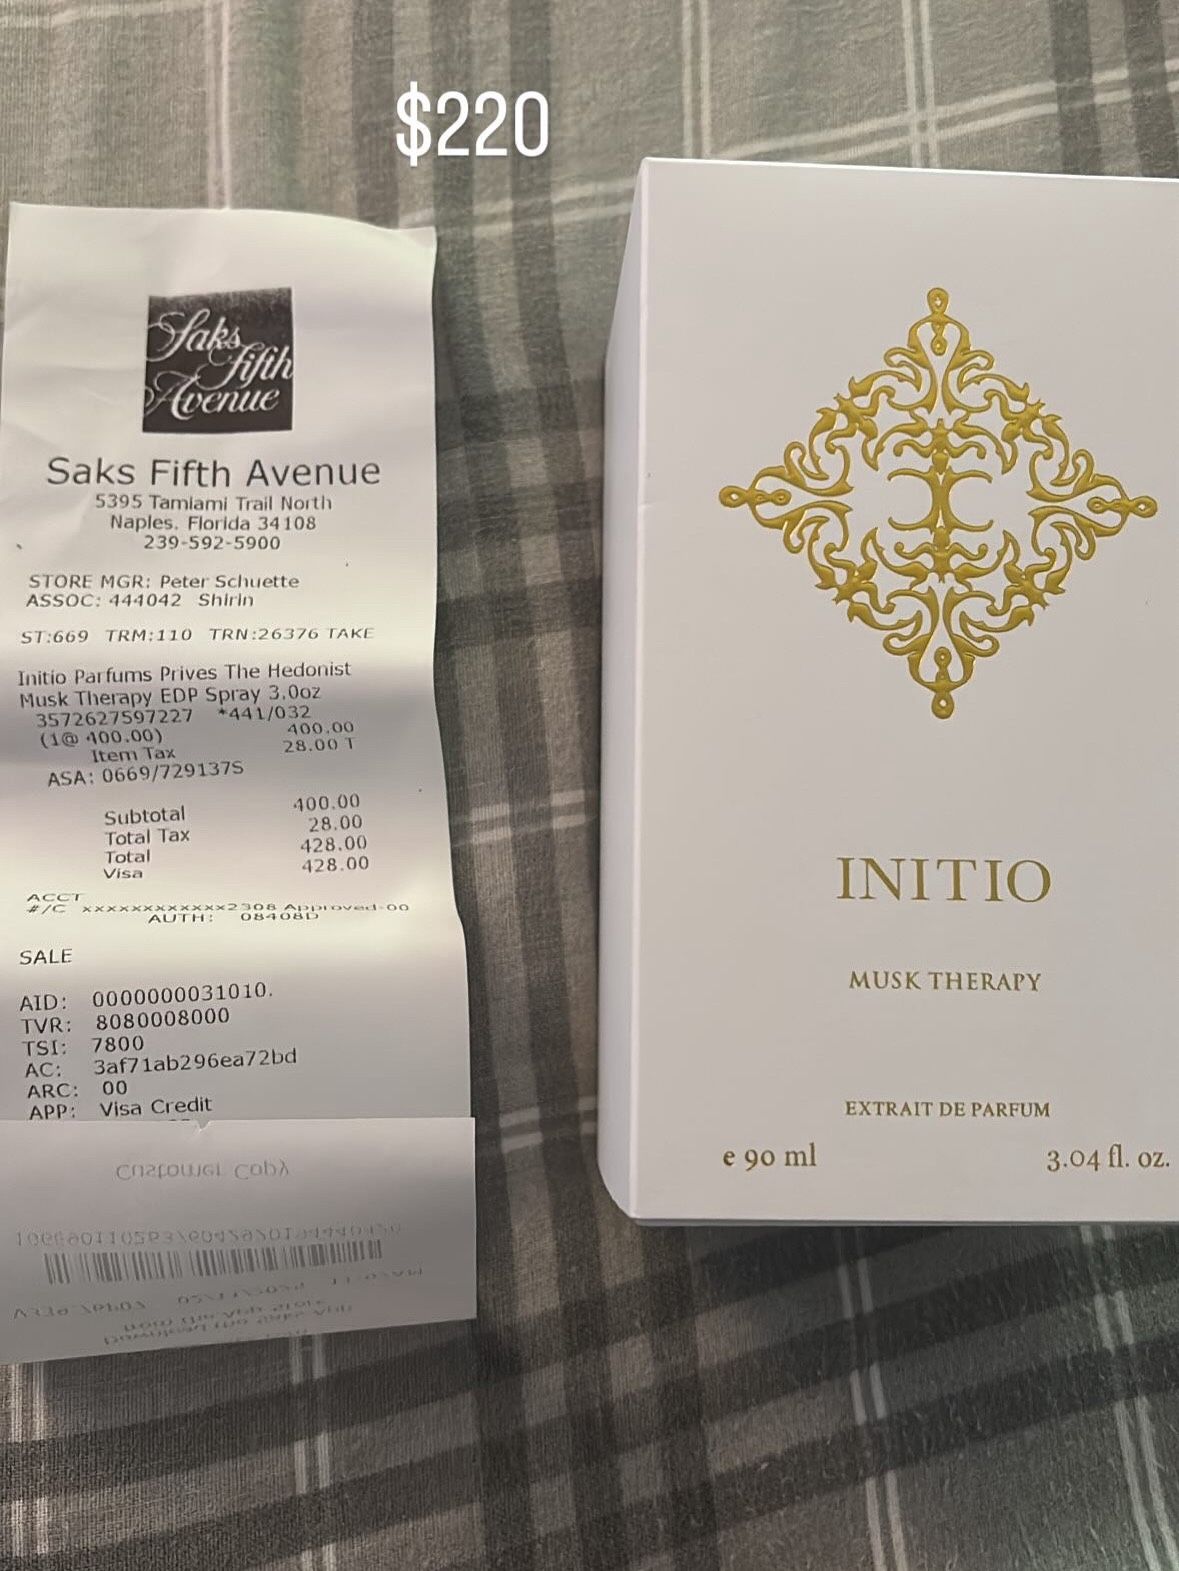 $220
Saks
Fifth
Avenue
Saks Fifth Avenue
5395 Tamiami Trail North
Naples, Florida 34108
239-592-5900
STORE MGR: Peter Schuette
ASSOC: 444042 Shirin
ST:669 TRM:110 TRN:26376 TAKE
Initio Parfums Prives The Hedonist
Musk Therapy EDP Spray 3.0oz
3572627597227 *441/032
(1@ 400.00) 400.00
Item Tax 28.00 T
ASA: 0669/729137S
Subtotal 400.00
Total Tax 28.00
Total 428.00
Visa 428.00
ACCT
#/C xxxxxxxxxxxx2308 Approved-00
AUTH: 08408D
SALE
AID: 0000000031010.
TVR: 8080008000
TSI: 7800
AC: 3af71ab296ea72bd
ARC: 00
APP: Visa Credit
Customer Copy
INITIO
MUSK THERAPY
EXTRAIT DE PARFUM
e 90 ml 3.04 fl. oz.